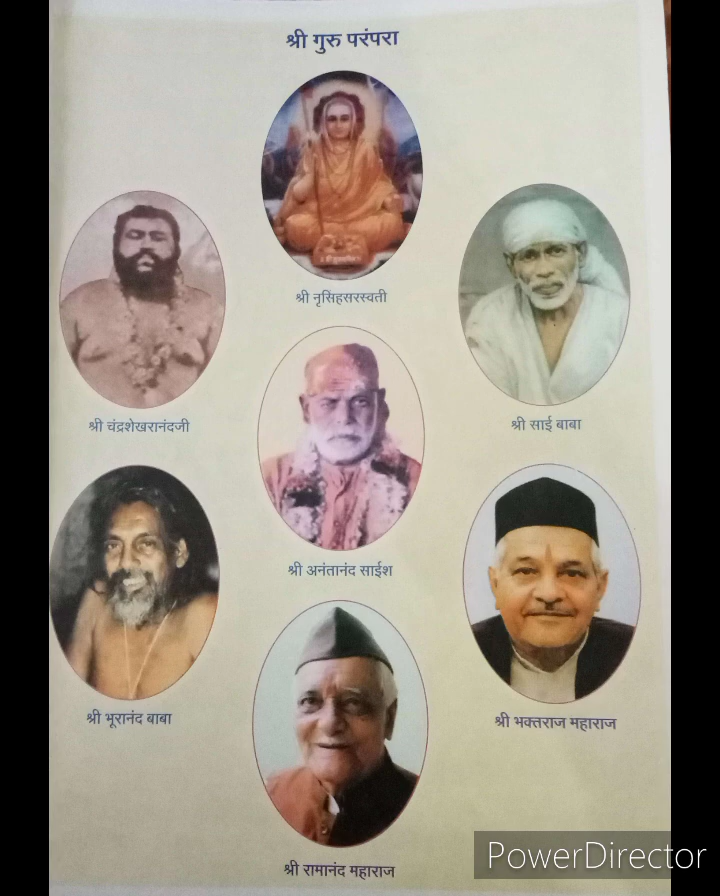 श्री गुरु परंपरा
श्री नृसिंहसरस्वती
श्री चंद्रशेखरानंदजी
श्री साई बाबा
श्री अनंतानंद साईश
श्री भूरानंद बाबा
श्री भक्तराज महाराज
श्री रामानंद महाराज
PowerDirector